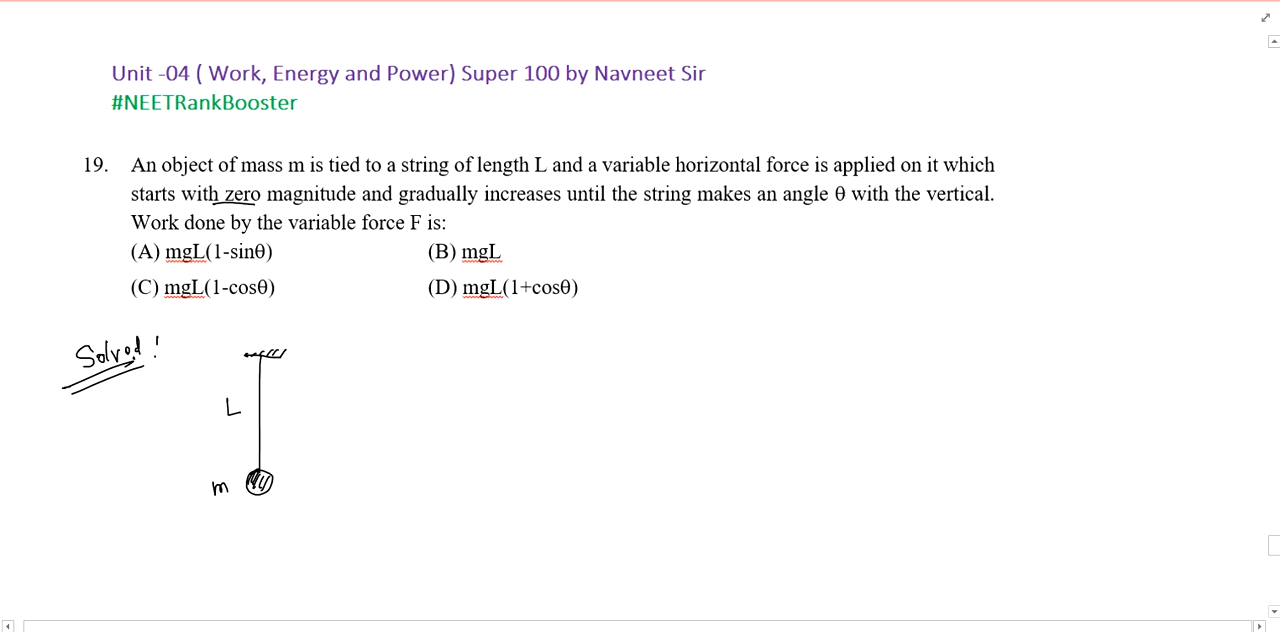 Unit -04 ( Work, Energy and Power) Super 100 by Navneet Sir
#NEETRankBooster
19. An object of mass m is tied to a string of length L and a variable horizontal force is applied on it which
starts with zero magnitude and gradually increases until the string makes an angle θ with the vertical.
Work done by the variable force F is:
(A) mgL(1-sinθ) (B) mgL
(C) mgL(1-cosθ) (D) mgL(1+cosθ)
Solved!
L
m